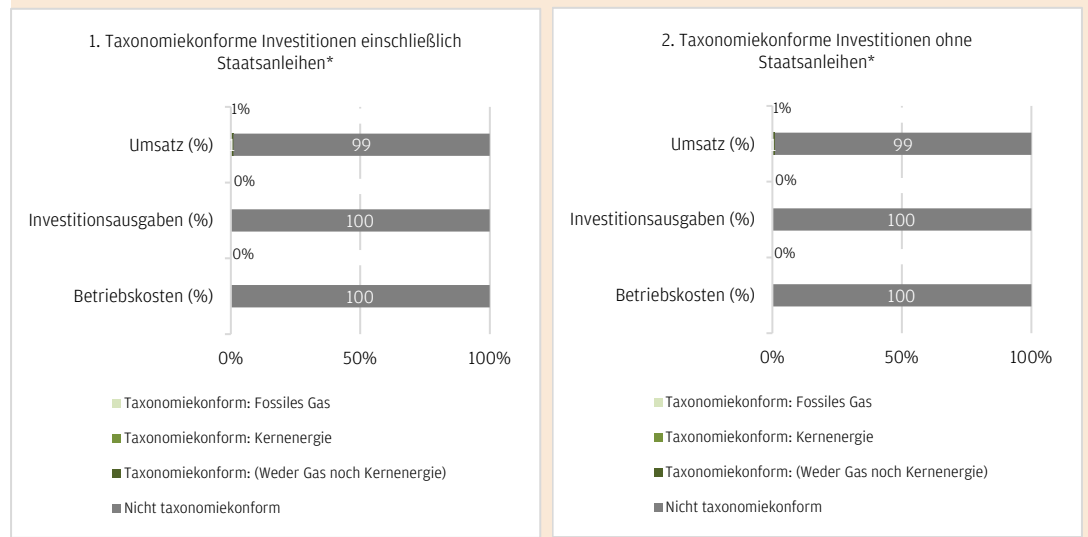 1. Taxonomiekonforme Investitionen einschließlich
Staatsanleihen*
1%
Umsatz (%)
1
99
0%
Investitionsausgaben (%)
100
0%
Betriebskosten (%)
100
0%
50%
100%
Taxonomiekonform: Fossiles Gas
Taxonomiekonform: Kernenergie
Taxonomiekonform: (Weder Gas noch Kernenergie)
Nicht taxonomiekonform
2. Taxonomiekonforme Investitionen ohne
Staatsanleihen*
1%
Umsatz (%)
1
99
0%
Investitionsausgaben (%)
100
0%
Betriebskosten (%)
100
0%
50%
100%
Taxonomiekonform: Fossiles Gas
Taxonomiekonform: Kernenergie
Taxonomiekonform: (Weder Gas noch Kernenergie)
Nicht taxonomiekonform